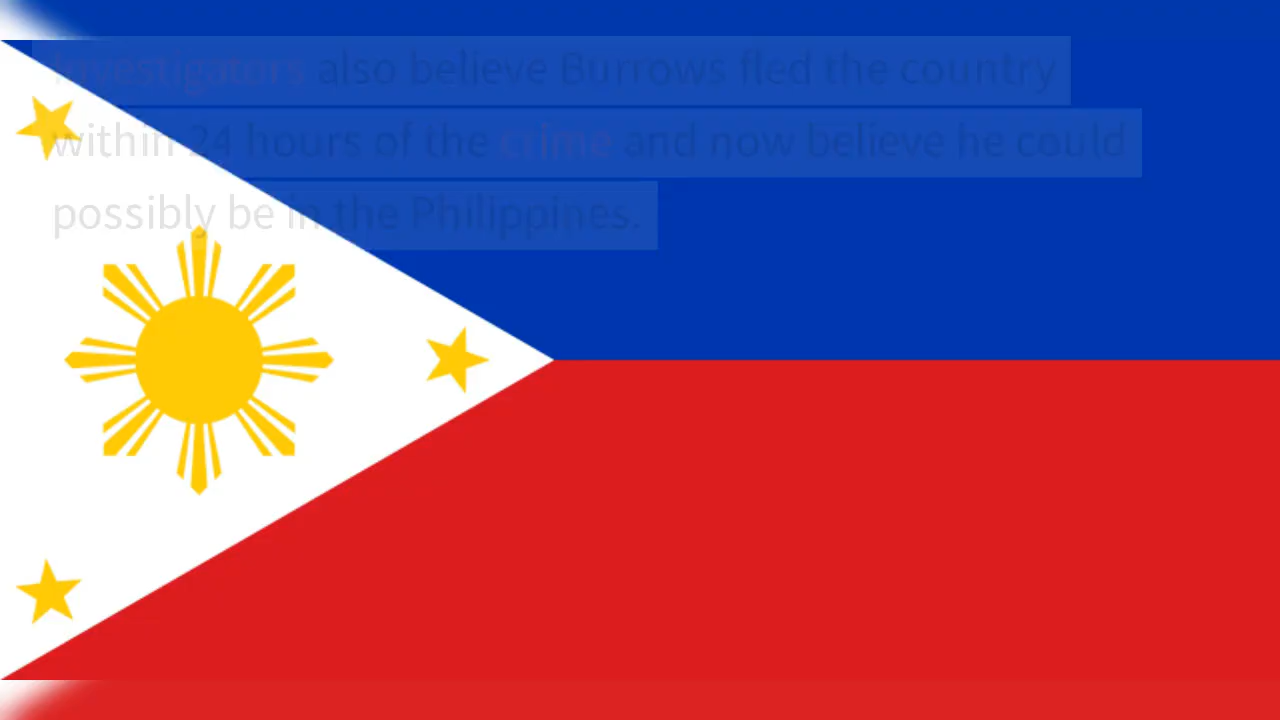 Investigators also believe Burrows fled the country
within 24 hours of the crime and now believe he could
possibly be in the Philippines.